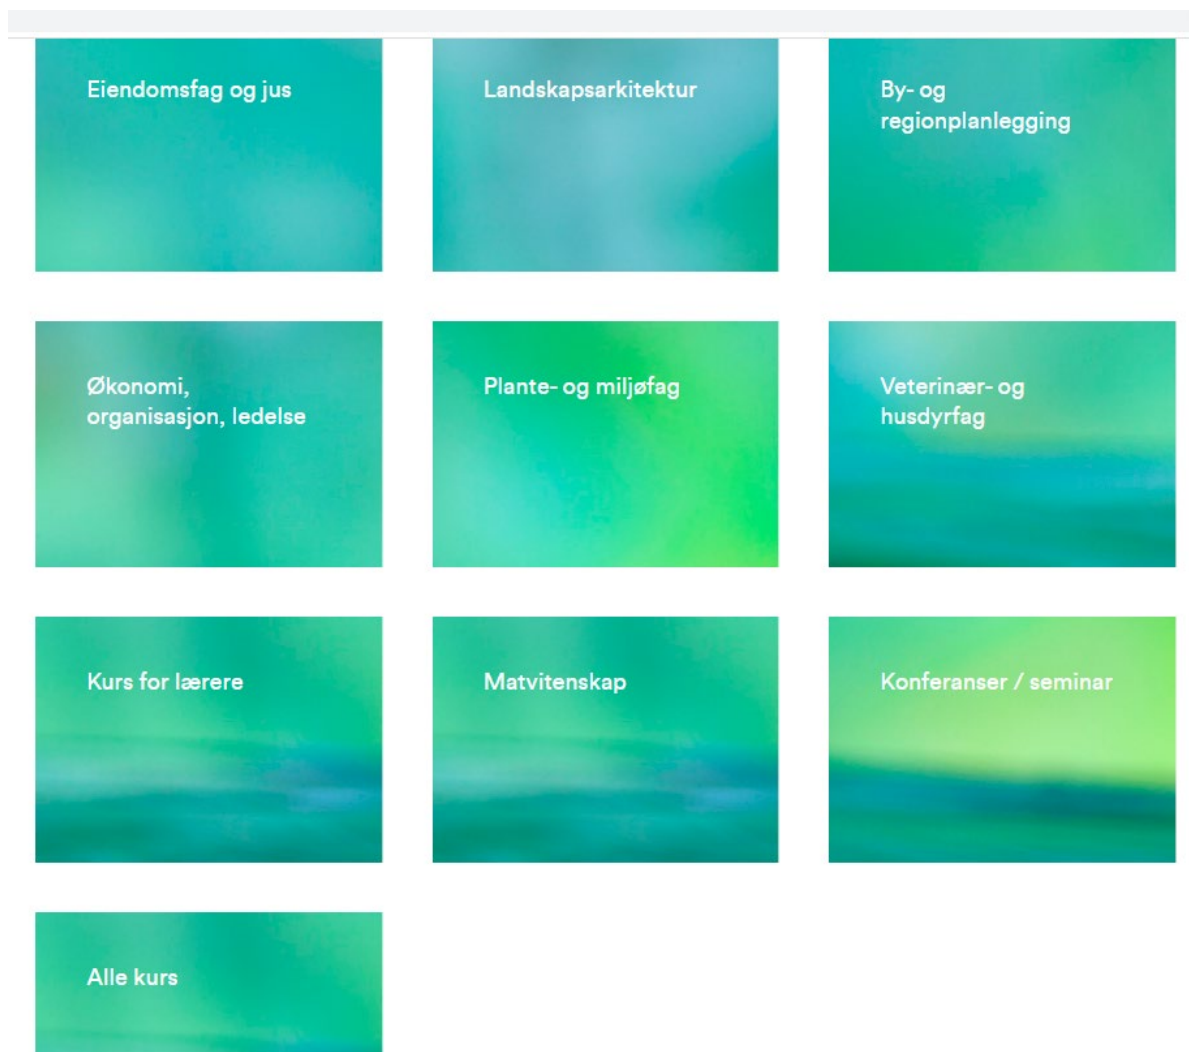 Eiendomsfag og jus
Landskapsarkitektur
By- og
regionplanlegging
Økonomi,
organisasjon, ledelse
Plante- og miljøfag
Veterinær- og
husdyrfag
Kurs for lærere
Matvitenskap
Konferanser / seminar
Alle kurs